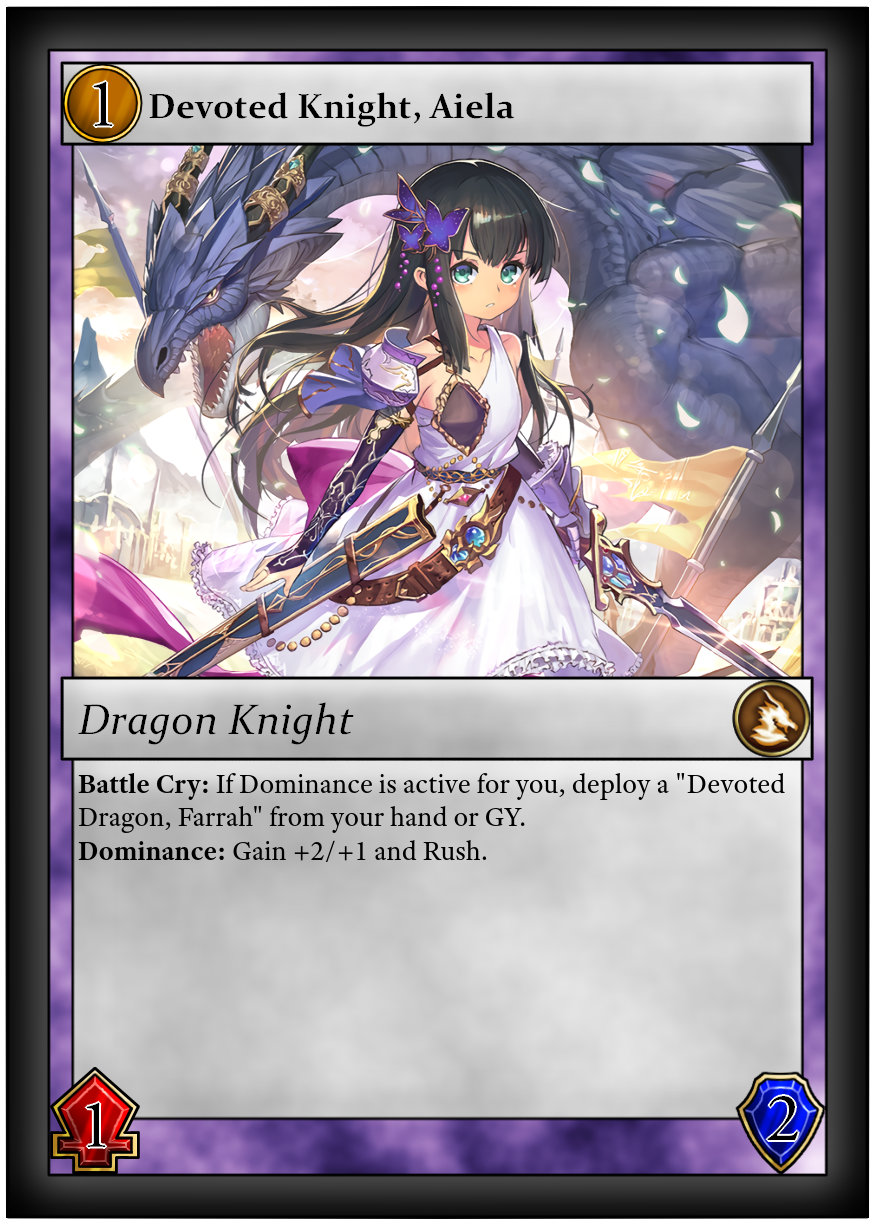 1
Devoted Knight, Aiela
Dragon Knight
Battle Cry: If Dominance is active for you, deploy a "Devoted
Dragon, Farrah" from your hand or GY.
Dominance: Gain +2/+1 and Rush.
1
2